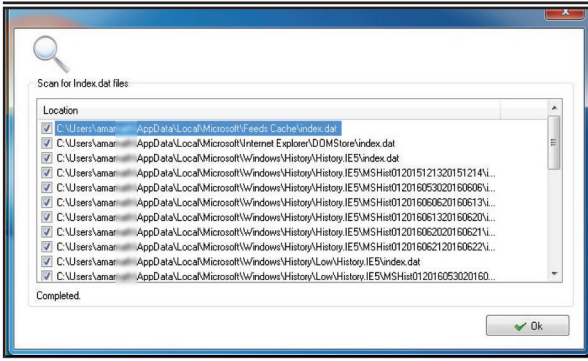 Scan for Index.dat files
Location
C:\Users\amar AppData\Local\Microsoft\Feeds Cache\index.dat
C:\Users\amar AppData\Local\Microsoft\Internet Explorer\DOMStore\index.dat
C:\Users\amar AppData\Local\Microsoft\Windows\History\History.IE5\index.dat
C:\Users\amar AppData\Local\Microsoft\Windows\History\History.IE5\MSHist012015121320151214\i...
C:\Users\amar AppData\Local\Microsoft\Windows\History\History.IE5\MSHist012016053020160606\i...
C:\Users\amar AppData\Local\Microsoft\Windows\History\History.IE5\MSHist012016060620160613\i...
C:\Users\amar AppData\Local\Microsoft\Windows\History\History.IE5\MSHist012016061320160620\i...
C:\Users\amar AppData\Local\Microsoft\Windows\History\History.IE5\MSHist012016062020160621\i...
C:\Users\amar AppData\Local\Microsoft\Windows\History\History.IE5\MSHist012016062120160622\i...
C:\Users\amar AppData\Local\Microsoft\Windows\History\Low\History.IE5\index.dat
C:\Users\amar AppData\Local\Microsoft\Windows\History\Low\History.IE5\MSHist012016053020160...
Completed.
Ok